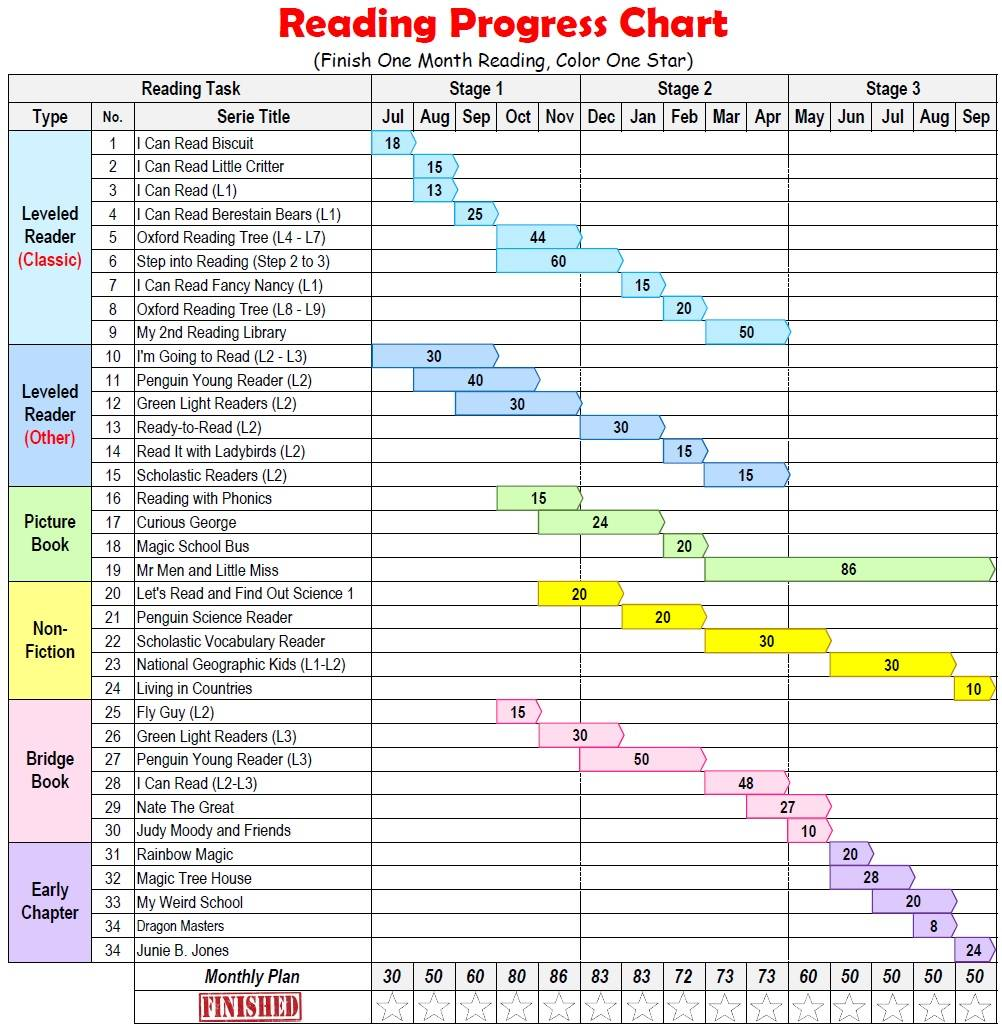 Reading Progress Chart
(Finish One Month Reading, Color One Star)
Reading Task Stage 1 Stage 2 Stage 3
Type No. Serie Title Jul Aug Sep Oct Nov Dec Jan Feb Mar Apr May Jun Jul Aug Sep
Leveled Reader (Classic)
1 I Can Read Biscuit 18
2 I Can Read Little Critter 15
3 I Can Read (L1) 13
4 I Can Read Berestain Bears (L1) 25
5 Oxford Reading Tree (L4 - L7) 44
6 Step into Reading (Step 2 to 3) 60
7 I Can Read Fancy Nancy (L1) 15
8 Oxford Reading Tree (L8 - L9) 20
9 My 2nd Reading Library 50
Leveled Reader (Other)
10 I'm Going to Read (L2 - L3) 30
11 Penguin Young Reader (L2) 40
12 Green Light Readers (L2) 30
13 Ready-to-Read (L2) 30
14 Read It with Ladybirds (L2) 15
15 Scholastic Readers (L2) 15
Picture Book
16 Reading with Phonics 15
17 Curious George 24
18 Magic School Bus 20
19 Mr Men and Little Miss 86
Non-Fiction
20 Let's Read and Find Out Science 1 20
21 Penguin Science Reader 20
22 Scholastic Vocabulary Reader 30
23 National Geographic Kids (L1-L2) 30
24 Living in Countries 10
Bridge Book
25 Fly Guy (L2) 15
26 Green Light Readers (L3) 30
27 Penguin Young Reader (L3) 50
28 I Can Read (L2-L3) 48
29 Nate The Great 27
30 Judy Moody and Friends 10
Early Chapter
31 Rainbow Magic 20
32 Magic Tree House 28
33 My Weird School 20
34 Dragon Masters 8
34 Junie B. Jones 24
Monthly Plan 30 50 60 80 86 83 83 72 73 73 60 50 50 50 50
FINISHED